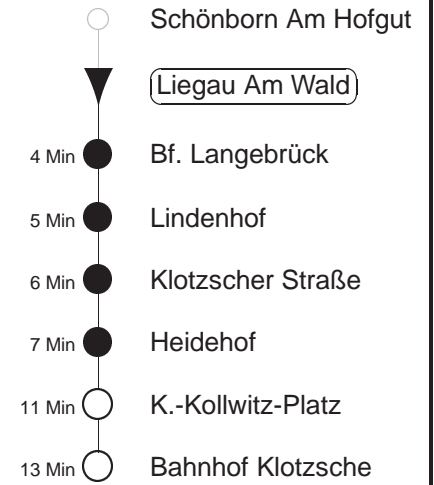 Schönborn Am Hofgut
Liegau Am Wald
4 Min Bf. Langebrück
5 Min Lindenhof
6 Min Klotzscher Straße
7 Min Heidehof
11 Min K.-Kollwitz-Platz
13 Min Bahnhof Klotzsche